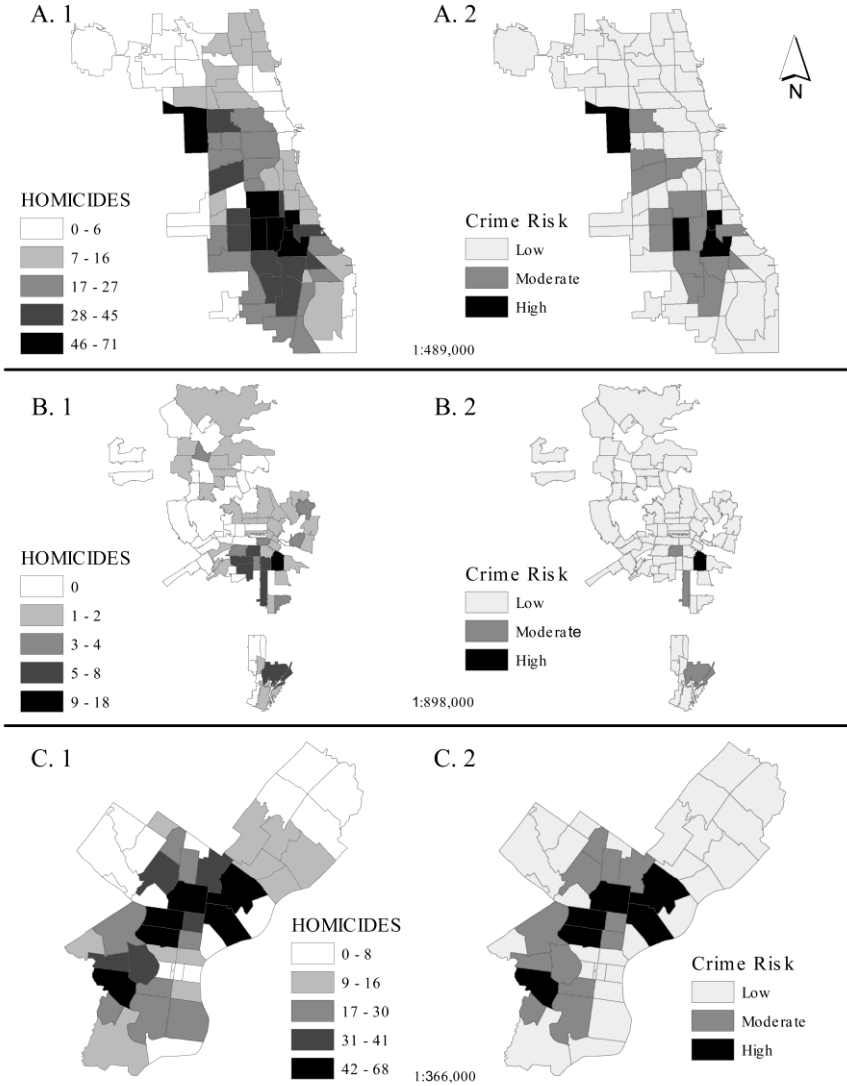 A. 1
A. 2
N
HOMICIDES
0 - 6
7 - 16
17 - 27
28 - 45
46 - 71
Crime Risk
Low
Moderate
High
1:489,000
B. 1
B. 2
HOMICIDES
0
1 - 2
3 - 4
5 - 8
9 - 18
Crime Risk
Low
Moderate
High
1:898,000
C. 1
C. 2
HOMICIDES
0 - 8
9 - 16
17 - 30
31 - 41
42 - 68
Crime Risk
Low
Moderate
High
1:366,000